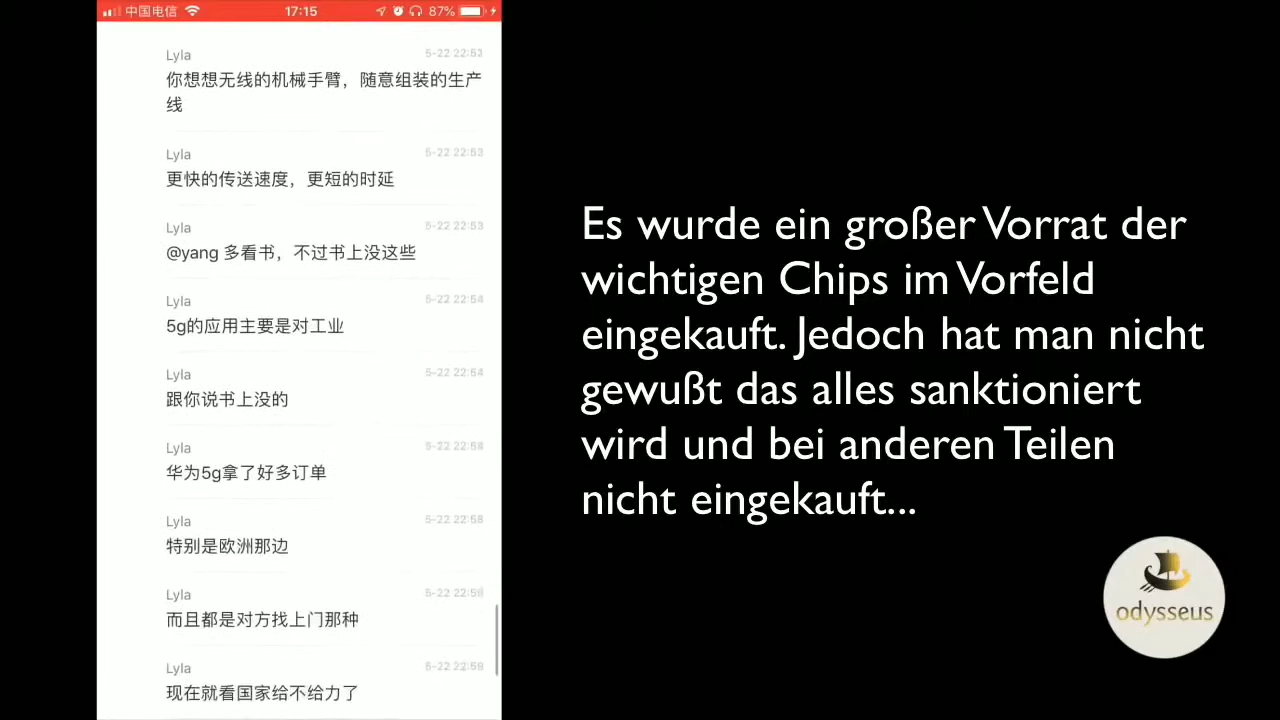 中国电信
17:15
87%
Lyla
5-22 22:53
你想想无线的机械手臂，随意组装的生产
线
Lyla
5-22 22:53
更快的传送速度，更短的时延
Lyla
5-22 22:53
@yang 多看书，不过书上没这些
Lyla
5-22 22:54
5g的应用主要是对工业
Lyla
5-22 22:54
跟你说书上没的
Lyla
5-22 22:58
华为5g拿了好多订单
Lyla
5-22 22:58
特别是欧洲那边
Lyla
5-22 22:58
而且都是对方找上门那种
Lyla
5-22 22:59
现在就看国家给不给力了
Es wurde ein großer Vorrat der
wichtigen Chips im Vorfeld
eingekauft. Jedoch hat man nicht
gewußt das alles sanktioniert
wird und bei anderen Teilen
nicht eingekauft...
odysseus